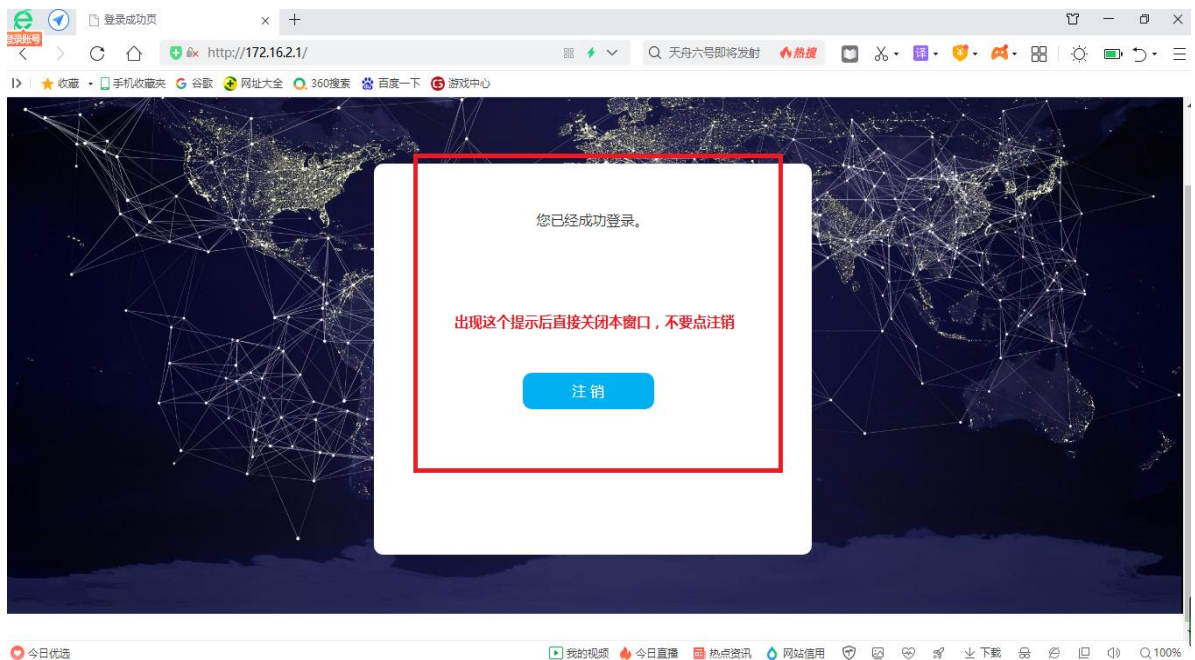 登录成功页
登录账号
http://172.16.2.1/
天舟六号即将发射
热搜
译
收藏
手机收藏夹
谷歌
网址大全
360搜索
百度一下
游戏中心
您已经成功登录。
出现这个提示后直接关闭本窗口，不要点注销
注 销
今日优选
我的视频
今日直播
热点资讯
网站信用
下载
100%